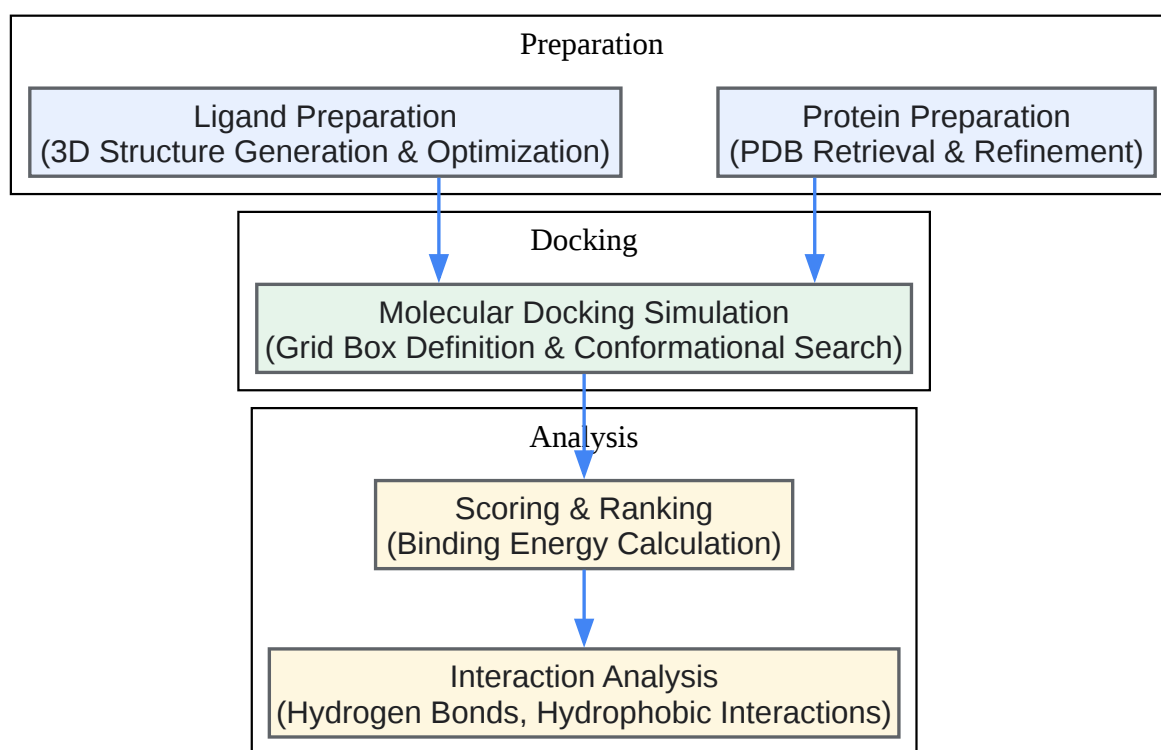 Preparation
Ligand Preparation
(3D Structure Generation & Optimization)
Protein Preparation
(PDB Retrieval & Refinement)
Docking
Molecular Docking Simulation
(Grid Box Definition & Conformational Search)
Analysis
Scoring & Ranking
(Binding Energy Calculation)
Interaction Analysis
(Hydrogen Bonds, Hydrophobic Interactions)